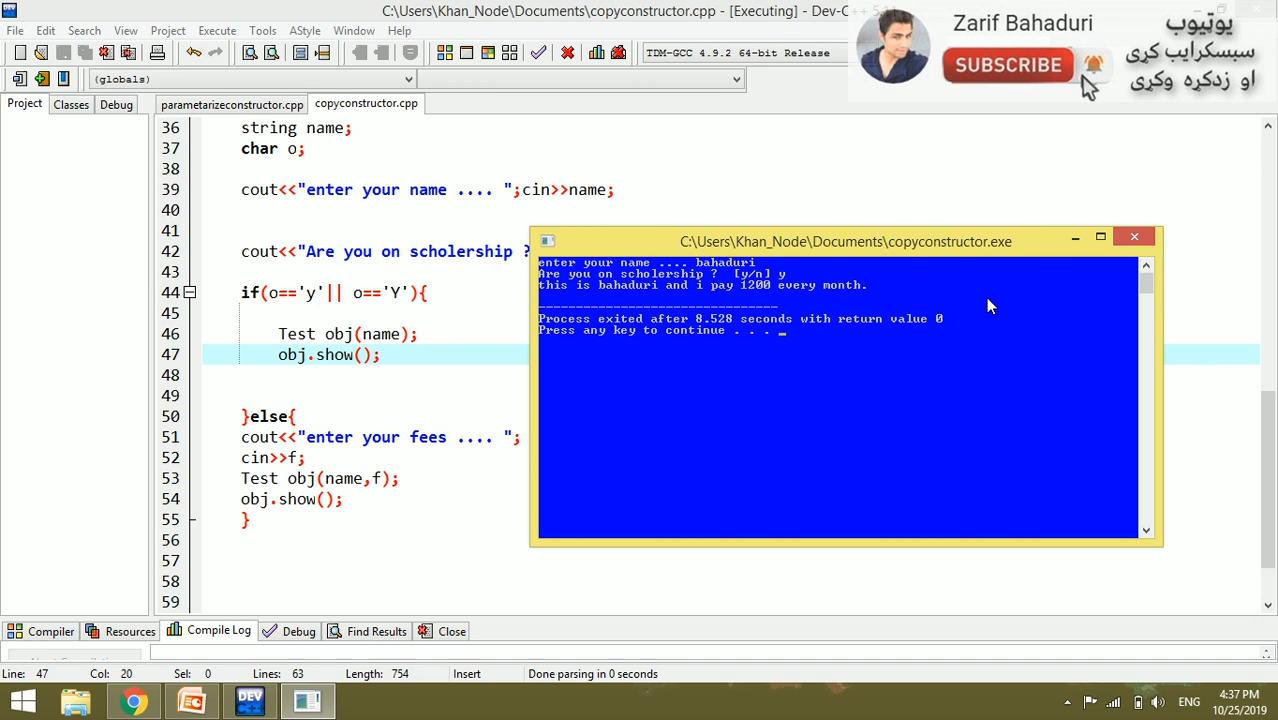 C:\Users\Khan_Node\Documents\copyconstructor.cpp - [Executing] - Dev-C++
File Edit Search View Project Execute Tools AStyle Window Help
TDM-GCC 4.9.2 64-bit Release
(globals)
Zarif Bahaduri
SUBSCRIBE
یوټیوب
سبسکرایب کړی
او زدکړه وکړی
Project Classes Debug
parametarizeconstructor.cpp copyconstructor.cpp
36 string name;
37 char o;
38
39 cout<<"enter your name .... ";cin>>name;
40
41
42 cout<<"Are you on scholership ?
43
44 if(o=='y'|| o=='Y'){
45
46 Test obj(name);
47 obj.show();
48
49
50 }else{
51 cout<<"enter your fees .... ";
52 cin>>f;
53 Test obj(name,f);
54 obj.show();
55 }
56
57
58
59
C:\Users\Khan_Node\Documents\copyconstructor.exe
enter your name .... bahaduri
Are you on scholership ?  [y/n] y
this is bahaduri and i pay 1200 every month.
--------------------------------
Process exited after 8.528 seconds with return value 0
Press any key to continue . . . _
Compiler Resources Compile Log Debug Find Results Close
Line: 47 Col: 20 Sel: 0 Lines: 63 Length: 754 Insert Done parsing in 0 seconds
DEV C++
ENG
4:37 PM
10/25/2019